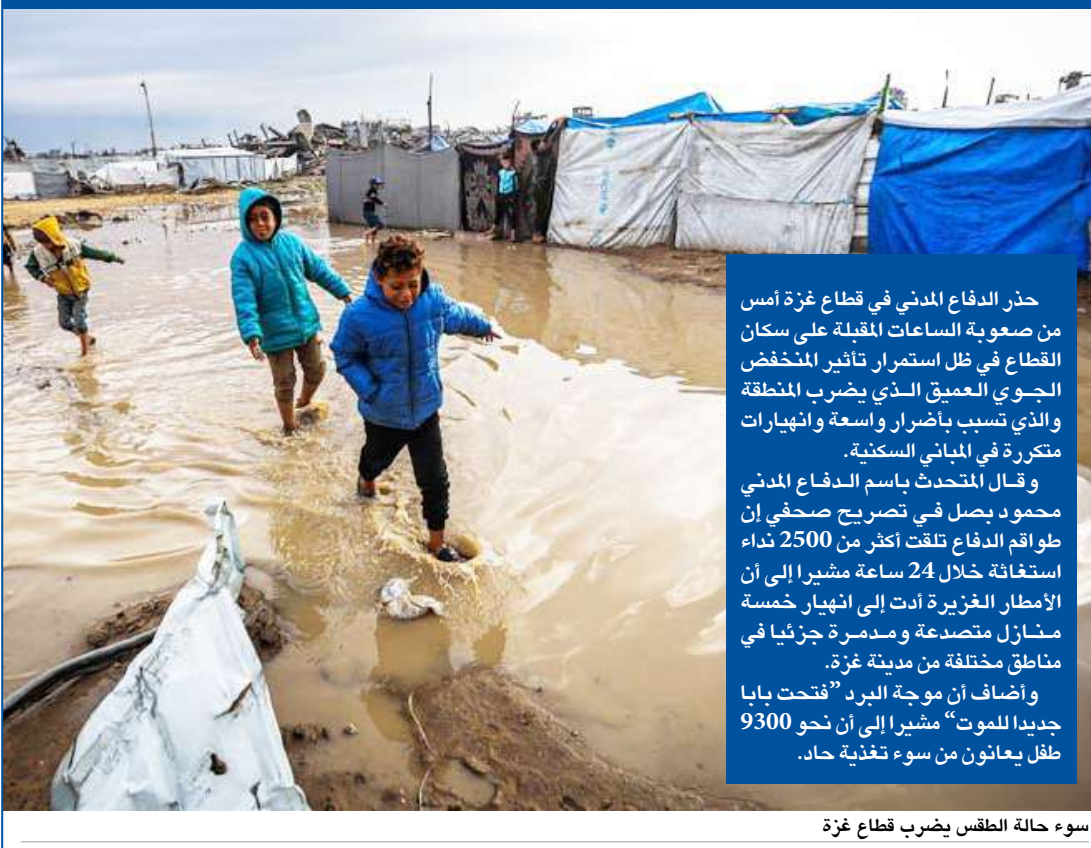 حذر الدفاع المدني في قطاع غزة أمس
من صعوبة الساعات المقبلة على سكان
القطاع في ظل استمرار تأثير المنخفض
الجوي العميق الذي يضرب المنطقة
والذي تسبب بأضرار واسعة وانهيارات
متكررة في المباني السكنية.
وقال المتحدث باسم الدفاع المدني
محمود بصل في تصريح صحفي إن
طواقم الدفاع تلقت أكثر من 2500 نداء
استغاثة خلال 24 ساعة مشيرا إلى أن
الأمطار الغزيرة أدت إلى انهيار خمسة
منازل متصدعة ومدمرة جزئيا في
مناطق مختلفة من مدينة غزة.
وأضاف أن موجة البرد ”فتحت بابا
جديدا للموت“ مشيرا إلى أن نحو 9300
طفل يعانون من سوء تغذية حاد.
سوء حالة الطقس يضرب قطاع غزة